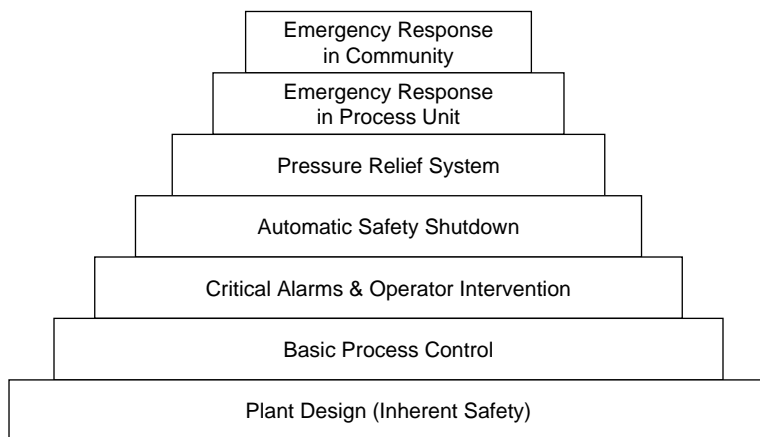 Emergency Response
in Community
Emergency Response
in Process Unit
Pressure Relief System
Automatic Safety Shutdown
Critical Alarms & Operator Intervention
Basic Process Control
Plant Design (Inherent Safety)